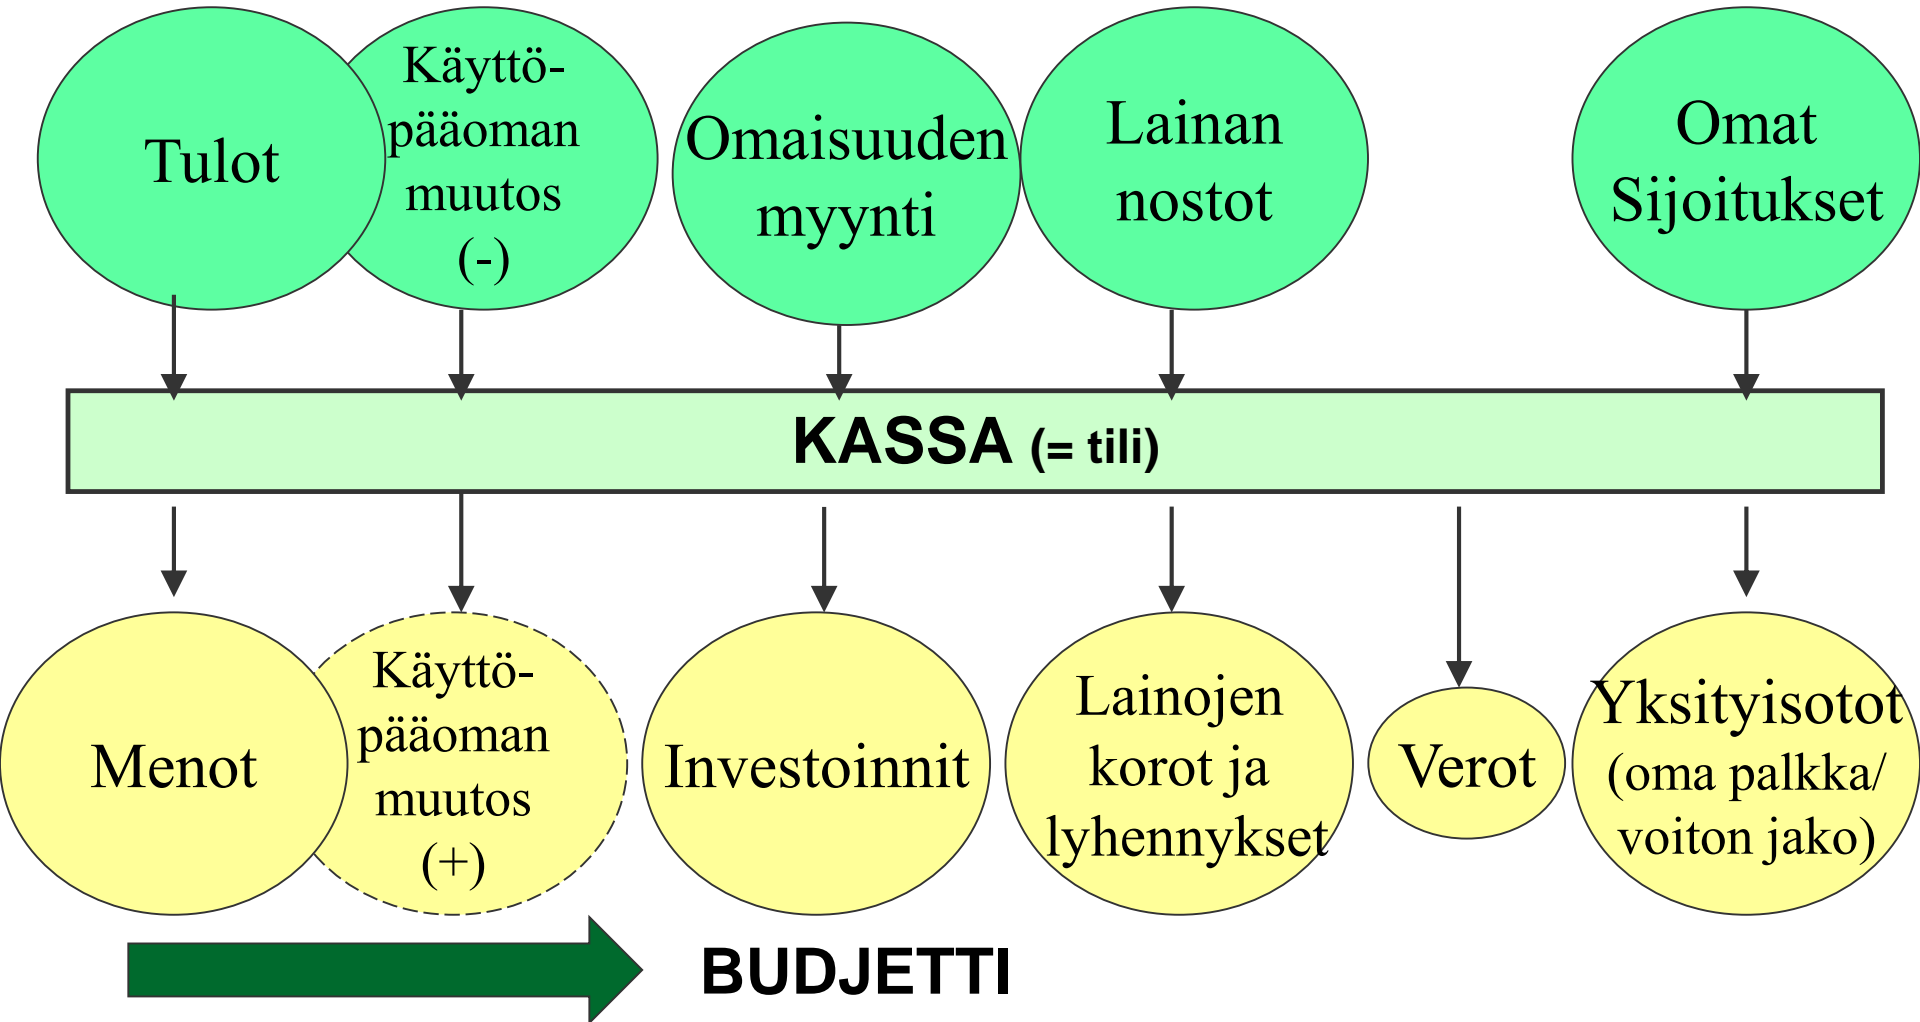 Tulot
Käyttö-
pääoman
muutos
(-)
Omaisuuden
myynti
Lainan
nostot
Omat
Sijoitukset
KASSA (= tili)
Menot
Käyttö-
pääoman
muutos
(+)
Investoinnit
Lainojen
korot ja
lyhennykset
Verot
Yksityisotot
(oma palkka/
voiton jako)
BUDJETTI